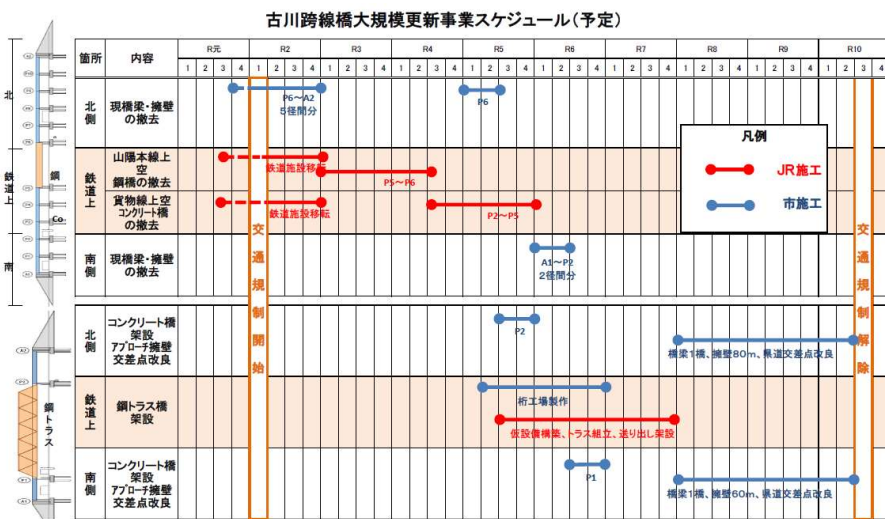 古川跨線橋大規模更新事業スケジュール(予定)
箇所 内容 R元 R2 R3 R4 R5 R6 R7 R8 R9 R10
1 2 3 4 1 2 3 4 1 2 3 4 1 2 3 4 1 2 3 4 1 2 3 4 1 2 3 4 1 2 3 4 1 2 3 4 1 2 3 4
北
鉄道上
南
鋼
Co
北側
現橋梁・擁壁
の撤去
P6～A2
5径間分
P6
鉄道上
山陽本線上
空
鋼橋の撤去
鉄道施設移転
P5～P6
貨物線上空
コンクリート橋
の撤去
鉄道施設移転
P2～P5
南側
現橋梁・擁壁
の撤去
A1～P2
2径間分
凡例
JR施工
市施工
交通規制開始
交通規制解除
鋼トラス
北側
コンクリート橋
架設
アプローチ擁壁
交差点改良
P2
橋梁1橋、擁壁80m、県道交差点改良
鉄道上
鋼トラス橋
架設
桁工場製作
仮設備構築、トラス組立、送り出し架設
南側
コンクリート橋
架設
アプローチ擁壁
交差点改良
P1
橋梁1橋、擁壁60m、県道交差点改良